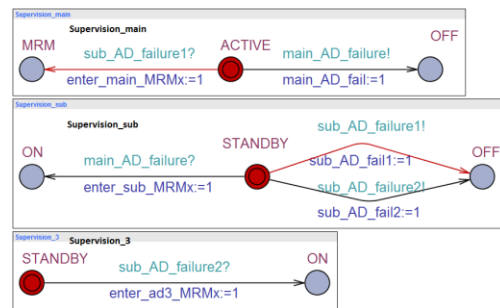 Supervision_main
Supervision_main
MRM
sub_AD_failure1?
ACTIVE
main_AD_failure!
OFF
enter_main_MRMx:=1
main_AD_fail:=1
Supervision_sub
Supervision_sub
sub_AD_failure1!
STANDBY
ON
main_AD_failure?
sub_AD_fail1:=1
OFF
enter_sub_MRMx:=1
sub_AD_failure2!
sub_AD_fail2:=1
Supervision_3
Supervision_3
STANDBY
sub_AD_failure2?
ON
enter_ad3_MRMx:=1